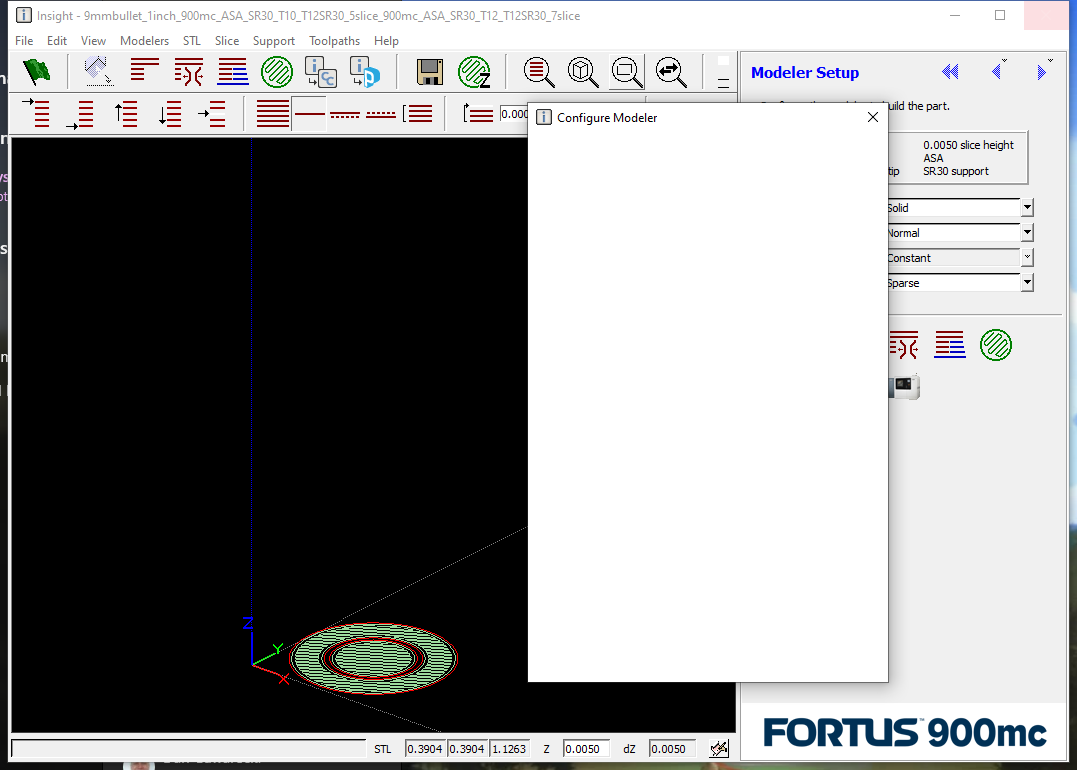 Insight - 9mmbullet_1inch_900mc_ASA_SR30_T10_T12SR30_5slice_900mc_ASA_SR30_T12_T12SR30_7slice
File Edit View Modelers STL Slice Support Toolpaths Help
Modeler Setup
0.000
Configure Modeler
build the part.
0.0050 slice height
ASA
tip SR30 support
Solid
Normal
Constant
Sparse
Z
Y
X
STL 0.3904 0.3904 1.1263 Z 0.0050 dZ 0.0050
FORTUS™ 900mc